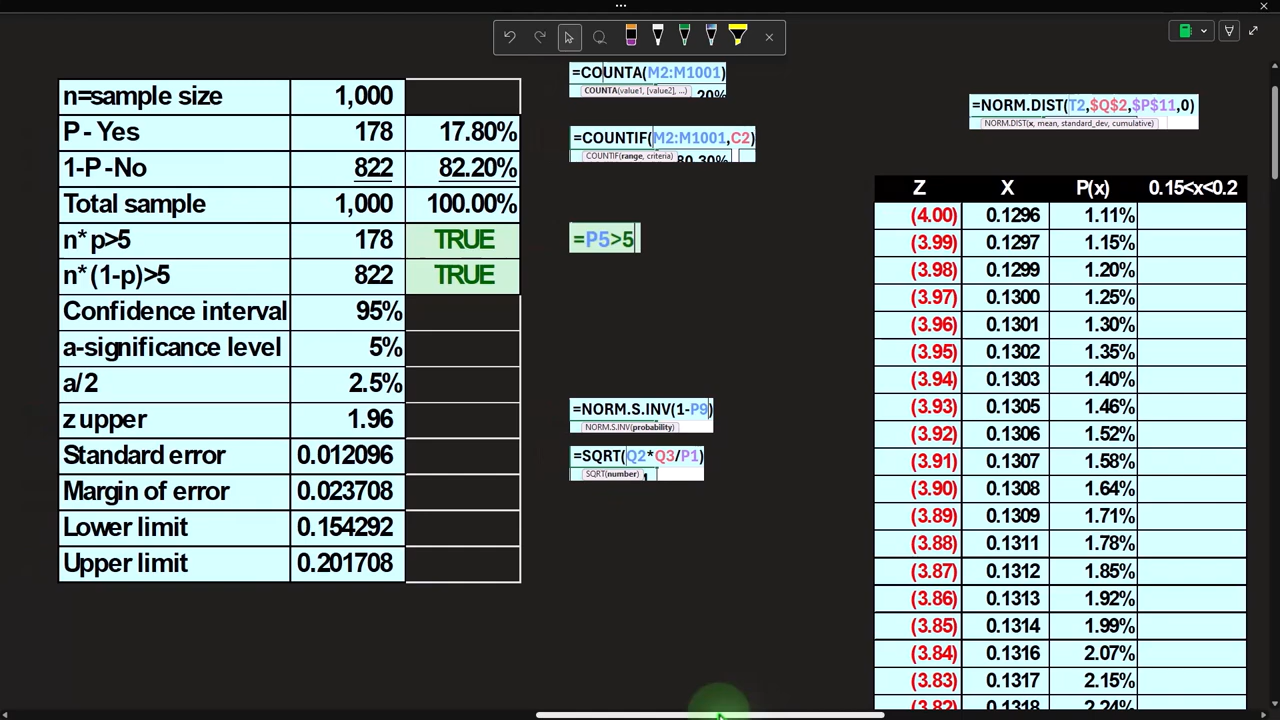 n=sample size 1,000
P - Yes 178 17.80%
1-P -No 822 82.20%
Total sample 1,000 100.00%
n* p>5 178 TRUE
n* (1-p)>5 822 TRUE
Confidence interval 95%
a-significance level 5%
a/2 2.5%
z upper 1.96
Standard error 0.012096
Margin of error 0.023708
Lower limit 0.154292
Upper limit 0.201708
=COUNTA(M2:M1001)
COUNTA(value1, [value2], ...) 20%
=COUNTIF(M2:M1001,C2)
COUNTIF(range, criteria) 80.30%
=P5>5
=NORM.S.INV(1-P9)
NORM.S.INV(probability)
=SQRT(Q2*Q3/P1)
SQRT(number)
=NORM.DIST(T2,$Q$2,$P$11,0)
NORM.DIST(x, mean, standard_dev, cumulative)
Z X P(x) 0.15<x<0.2
(4.00) 0.1296 1.11%
(3.99) 0.1297 1.15%
(3.98) 0.1299 1.20%
(3.97) 0.1300 1.25%
(3.96) 0.1301 1.30%
(3.95) 0.1302 1.35%
(3.94) 0.1303 1.40%
(3.93) 0.1305 1.46%
(3.92) 0.1306 1.52%
(3.91) 0.1307 1.58%
(3.90) 0.1308 1.64%
(3.89) 0.1309 1.71%
(3.88) 0.1311 1.78%
(3.87) 0.1312 1.85%
(3.86) 0.1313 1.92%
(3.85) 0.1314 1.99%
(3.84) 0.1316 2.07%
(3.83) 0.1317 2.15%
(3.82) 0.1318 2.24%